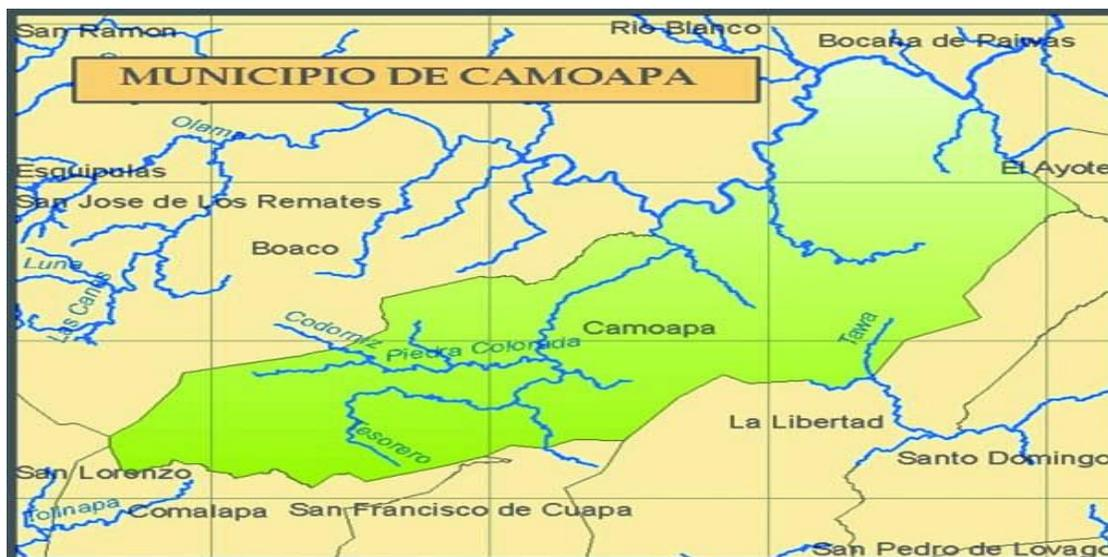 San Ramon
Rio Blanco
Bocana de Paiwas
MUNICIPIO DE CAMOAPA
Olama
Esquipulas
El Ayote
San Jose de Los Remates
Boaco
Luna
Las Canas
Codorniz
Camoapa
Tawa
Piedra Colorada
La Libertad
Tesorero
San Lorenzo
Santo Domingo
Tolinapa
Comalapa
San Francisco de Cuapa
San Pedro de Lovago